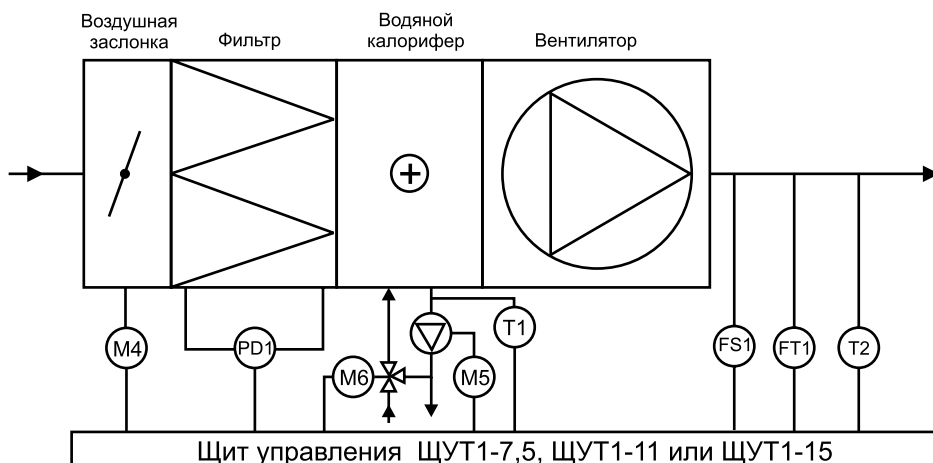 Воздушная заслонка
Фильтр
Водяной калорифер
Вентилятор
M4
PD1
M6
M5
T1
FS1
FT1
T2
Щит управления ЩУТ1-7,5, ЩУТ1-11 или ЩУТ1-15